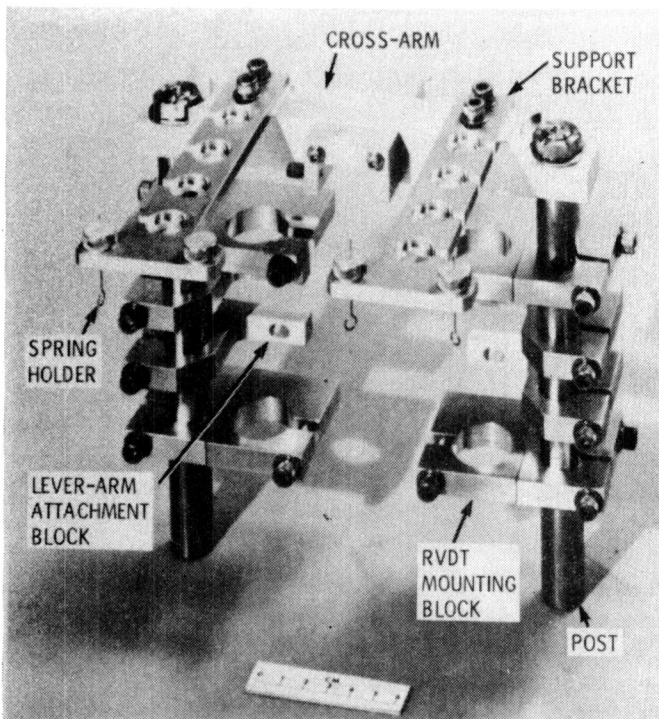 CROSS-ARM
SUPPORT
BRACKET
SPRING
HOLDER
LEVER-ARM
ATTACHMENT
BLOCK
RVDT
MOUNTING
BLOCK
POST